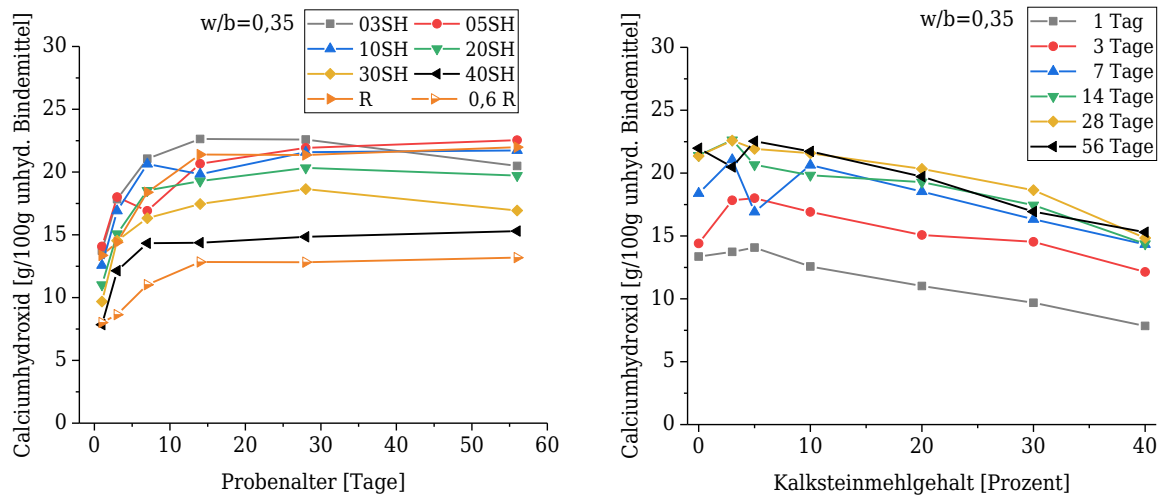 w/b=0,35
03SH 05SH
10SH 20SH
30SH 40SH
R 0,6 R
30
25
20
15
10
5
0
0 10 20 30 40 50 60
Probenalter [Tage]
Calciumhydroxid [g/100g unhyd. Bindemittel]
w/b=0,35
1 Tag
3 Tage
7 Tage
14 Tage
28 Tage
56 Tage
30
25
20
15
10
5
0
0 10 20 30 40
Kalksteinmehlgehalt [Prozent]
Calciumhydroxid [g/100g unhyd. Bindemittel]